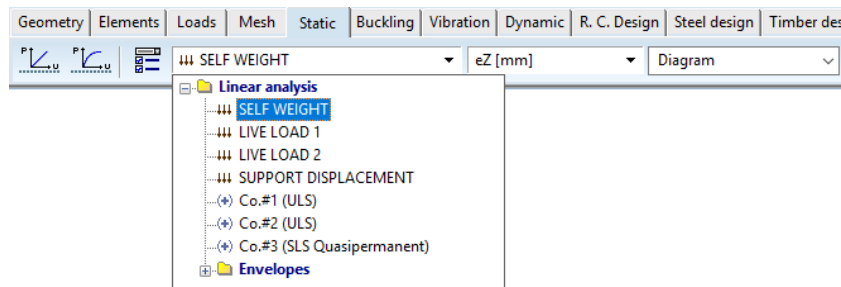 Geometry Elements Loads Mesh Static Buckling Vibration Dynamic R. C. Design Steel design Timber des
P u P u SELF WEIGHT eZ [mm] Diagram
Linear analysis
SELF WEIGHT
LIVE LOAD 1
LIVE LOAD 2
SUPPORT DISPLACEMENT
Co.#1 (ULS)
Co.#2 (ULS)
Co.#3 (SLS Quasipermanent)
Envelopes